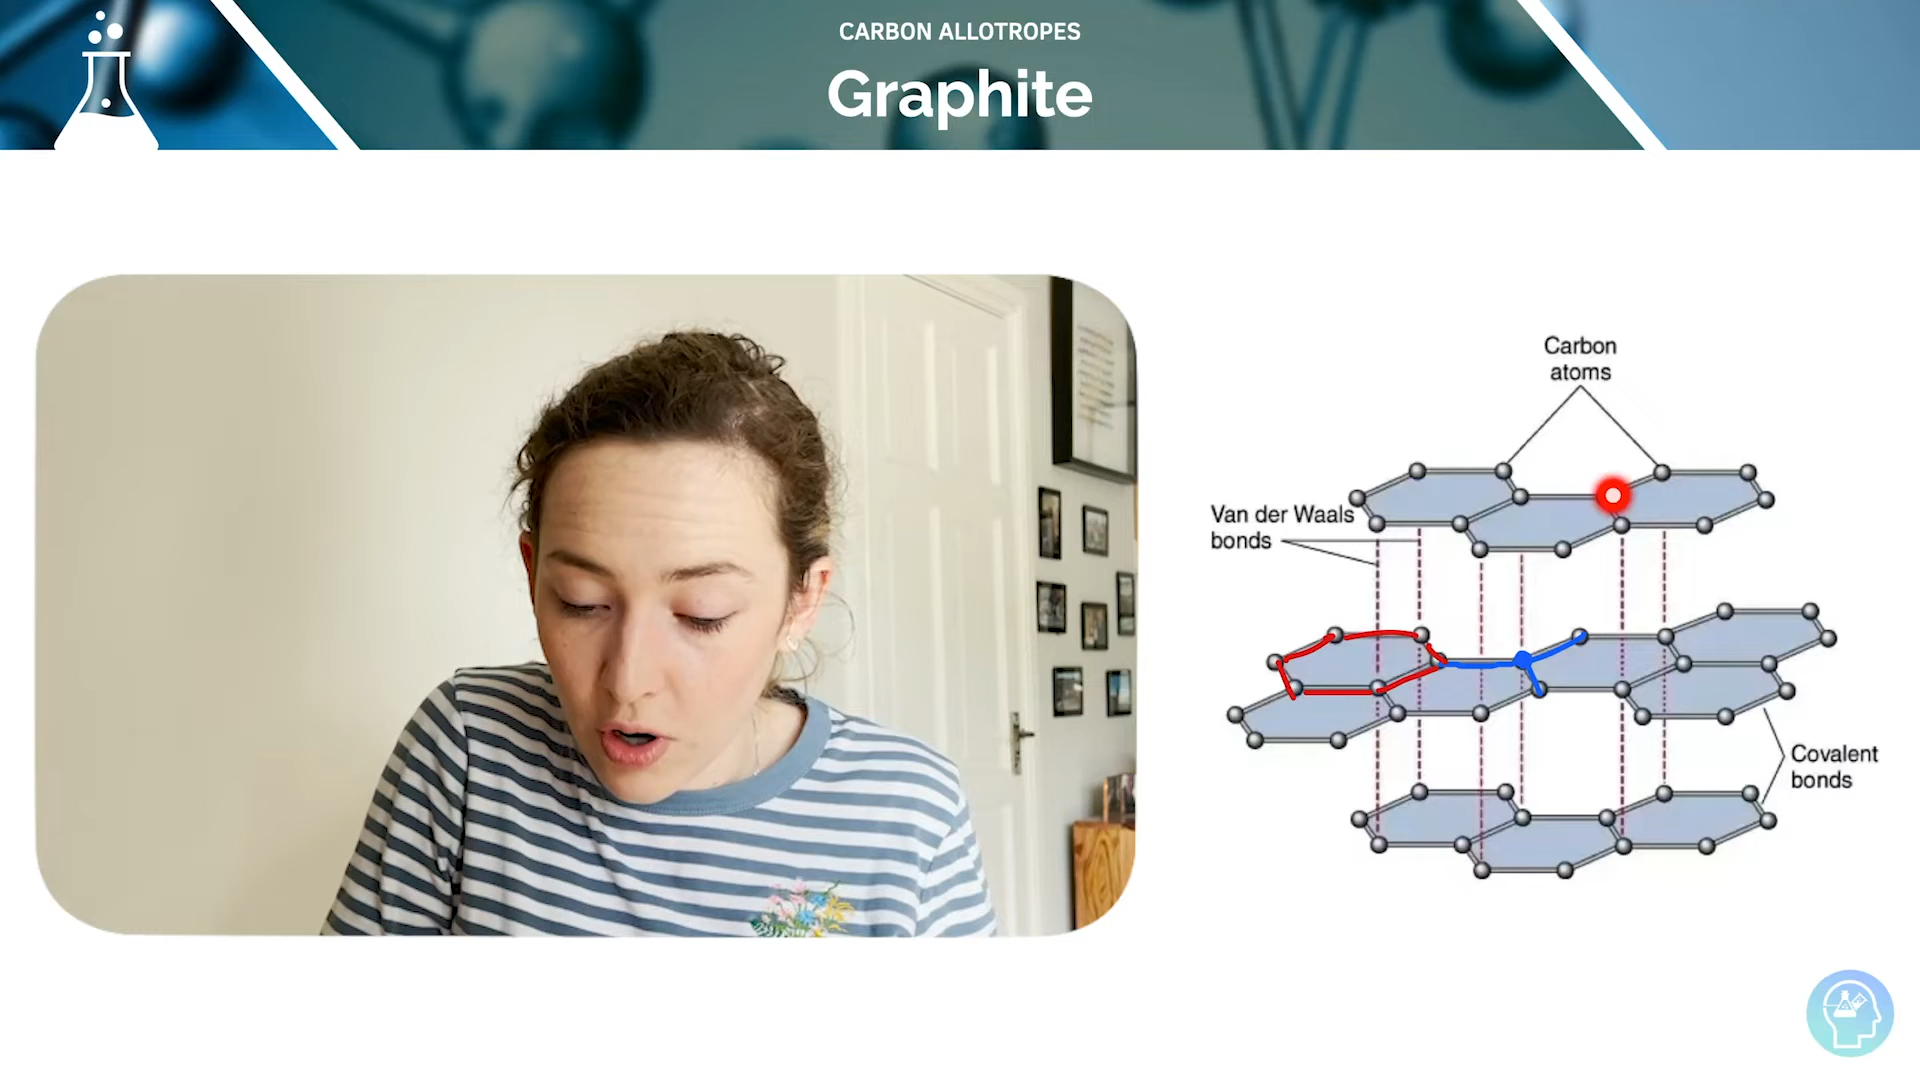 CARBON ALLOTROPES
Graphite
Carbon
atoms
Van der Waals
bonds
Covalent
bonds